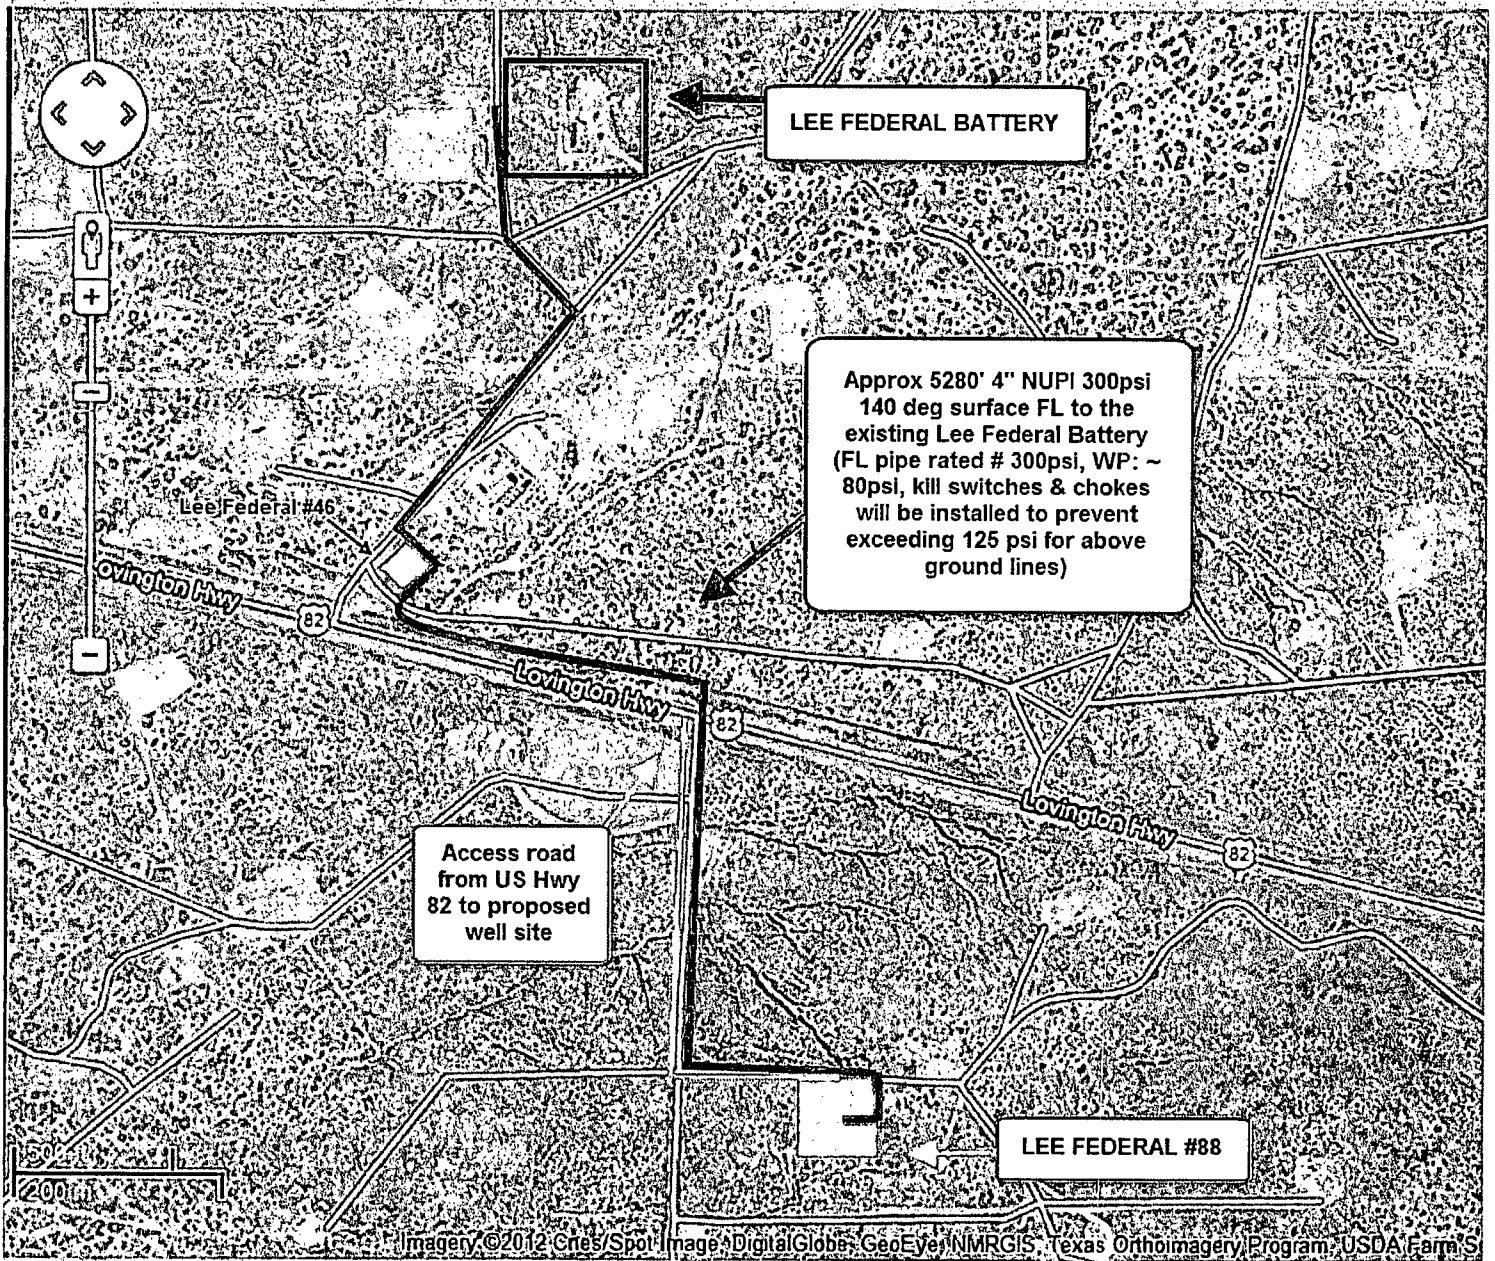 LEE FEDERAL BATTERY
Approx 5280' 4" NUPI 300psi
140 deg surface FL to the
existing Lee Federal Battery
(FL pipe rated # 300psi, WP: ~
80psi, kill switches & chokes
will be installed to prevent
exceeding 125 psi for above
ground lines)
Lee Federal #46
Lovington Hwy
82
Lovington Hwy
82
Lovington Hwy
82
Access road
from US Hwy
82 to proposed
well site
LEE FEDERAL #88
200m
Imagery ©2012 Cnes/Spot Image, DigitalGlobe, GeoEye, NMRGIS, Texas Orthoimagery Program, USDA Farm S